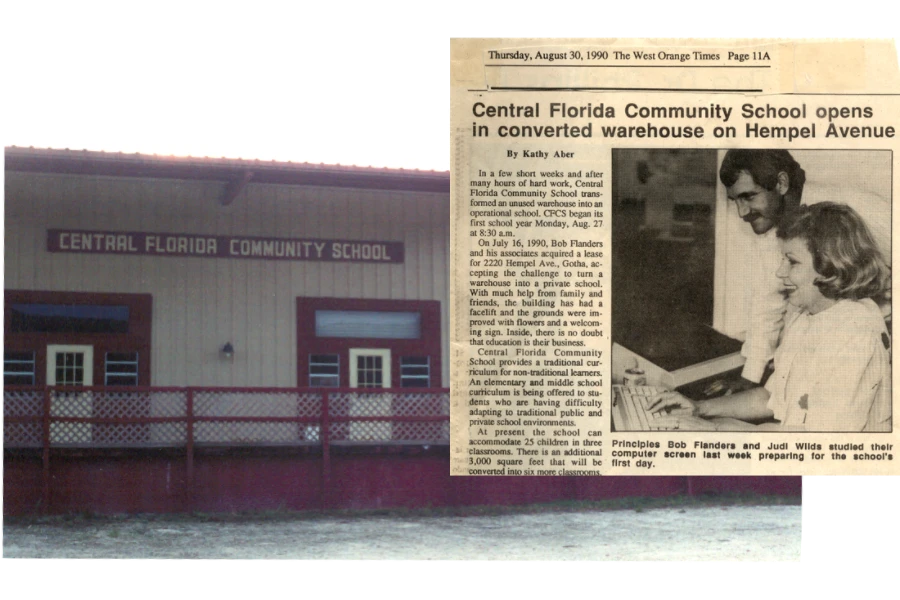 CENTRAL FLORIDA COMMUNITY SCHOOL
Thursday, August 30, 1990 The West Orange Times Page 11A
Central Florida Community School opens
in converted warehouse on Hempel Avenue
By Kathy Aber
In a few short weeks and after
many hours of hard work, Central
Florida Community School trans-
formed an unused warehouse into an
operational school. CFCS began its
first school year Monday, Aug. 27
at 8:30 a.m.
On July 16, 1990, Bob Flanders
and his associates acquired a lease
for 2220 Hempel Ave., Gotha, ac-
cepting the challenge to turn a
warehouse into a private school.
With much help from family and
friends, the building has had a
facelift and the grounds were im-
proved with flowers and a welcom-
ing sign. Inside, there is no doubt
that education is their business.
Central Florida Community
School provides a traditional cur-
riculum for non-traditional learners.
An elementary and middle school
curriculum is being offered to stu-
dents who are having difficulty
adapting to traditional public and
private school environments.
At present the school can
accommodate 25 children in three
classrooms. There is an additional
3,000 square feet that will be
converted into six more classrooms.
Principles Bob Flanders and Judi Wilds studied their
computer screen last week preparing for the school's
first day.